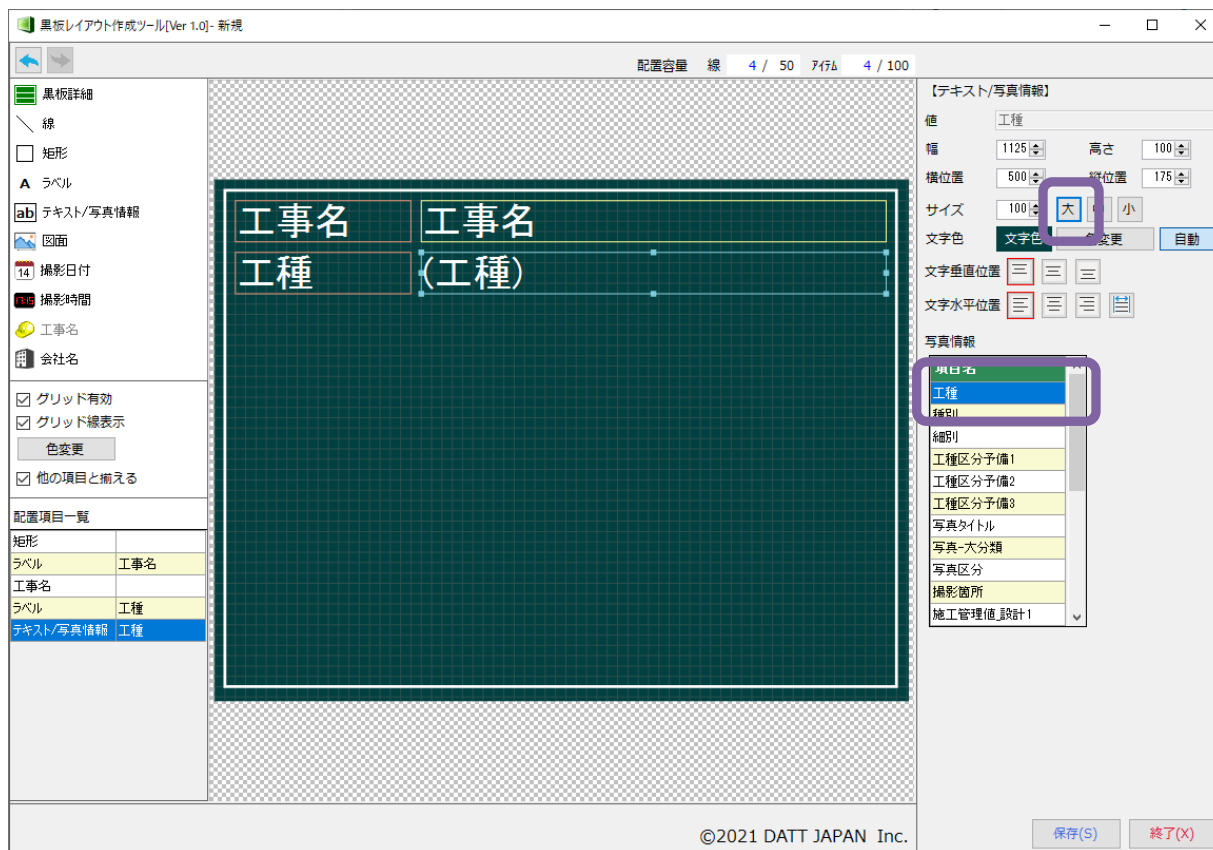 黒板レイアウト作成ツール[Ver 1.0]- 新規
配置容量 線 4 / 50 ｱｲﾃﾑ 4 / 100
黒板詳細
線
矩形
A ラベル
ab テキスト/写真情報
図面
14 撮影日付
撮影時間
工事名
会社名
グリッド有効
グリッド線表示
色変更
他の項目と揃える
配置項目一覧
矩形
ラベル 工事名
工事名
ラベル 工種
テキスト/写真情報 工種
工事名 工事名
工種 (工種)
©2021 DATT JAPAN Inc.
【テキスト/写真情報】
値 工種
幅 1125 高さ 100
横位置 500 縦位置 175
サイズ 100 大 中 小
文字色 文字色 色変更 自動
文字垂直位置
文字水平位置
写真情報
項目名
工種
種別
細別
工種区分予備1
工種区分予備2
工種区分予備3
写真タイトル
写真-大分類
写真区分
撮影箇所
施工管理値_設計1
保存(S) 終了(X)